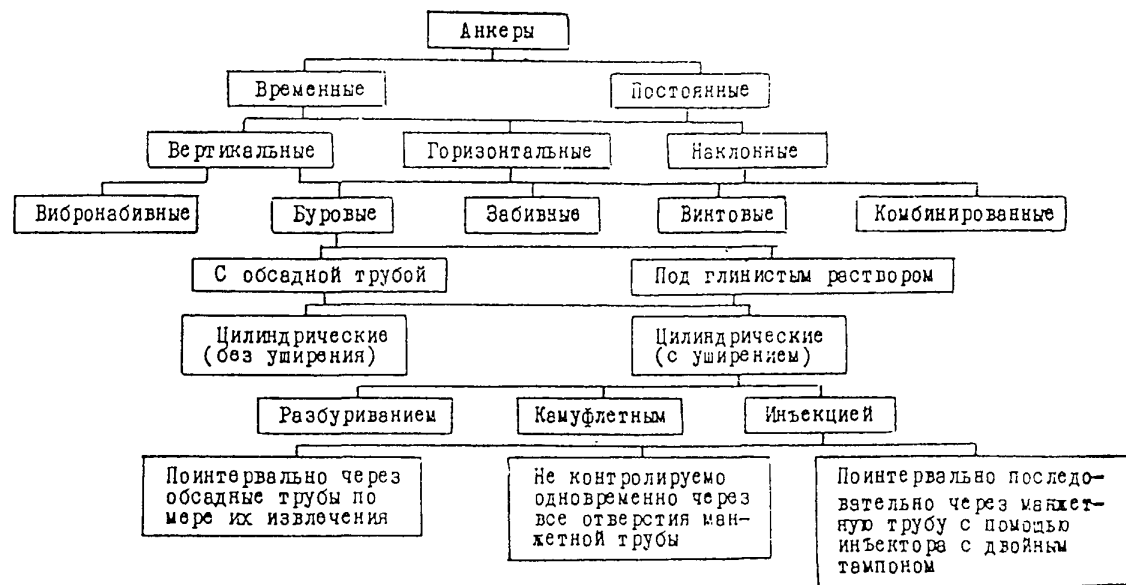 Анкеры
Временные
Постоянные
Вертикальные
Горизонтальные
Наклонные
Вибронабивные
Буровые
Забивные
Винтовые
Комбинированные
С обсадной трубой
Под глинистым раствором
Цилиндрические
(без уширения)
Цилиндрические
(с уширением)
Разбуриванием
Камуфлетным
Инъекцией
Поинтервально через
обсадные трубы по
мере их извлечения
Не контролируемо
одновременно через
все отверстия ман-
жетной трубы
Поинтервально последо-
вательно через манжет-
ную трубу с помощью
инъектора с двойным
тампоном